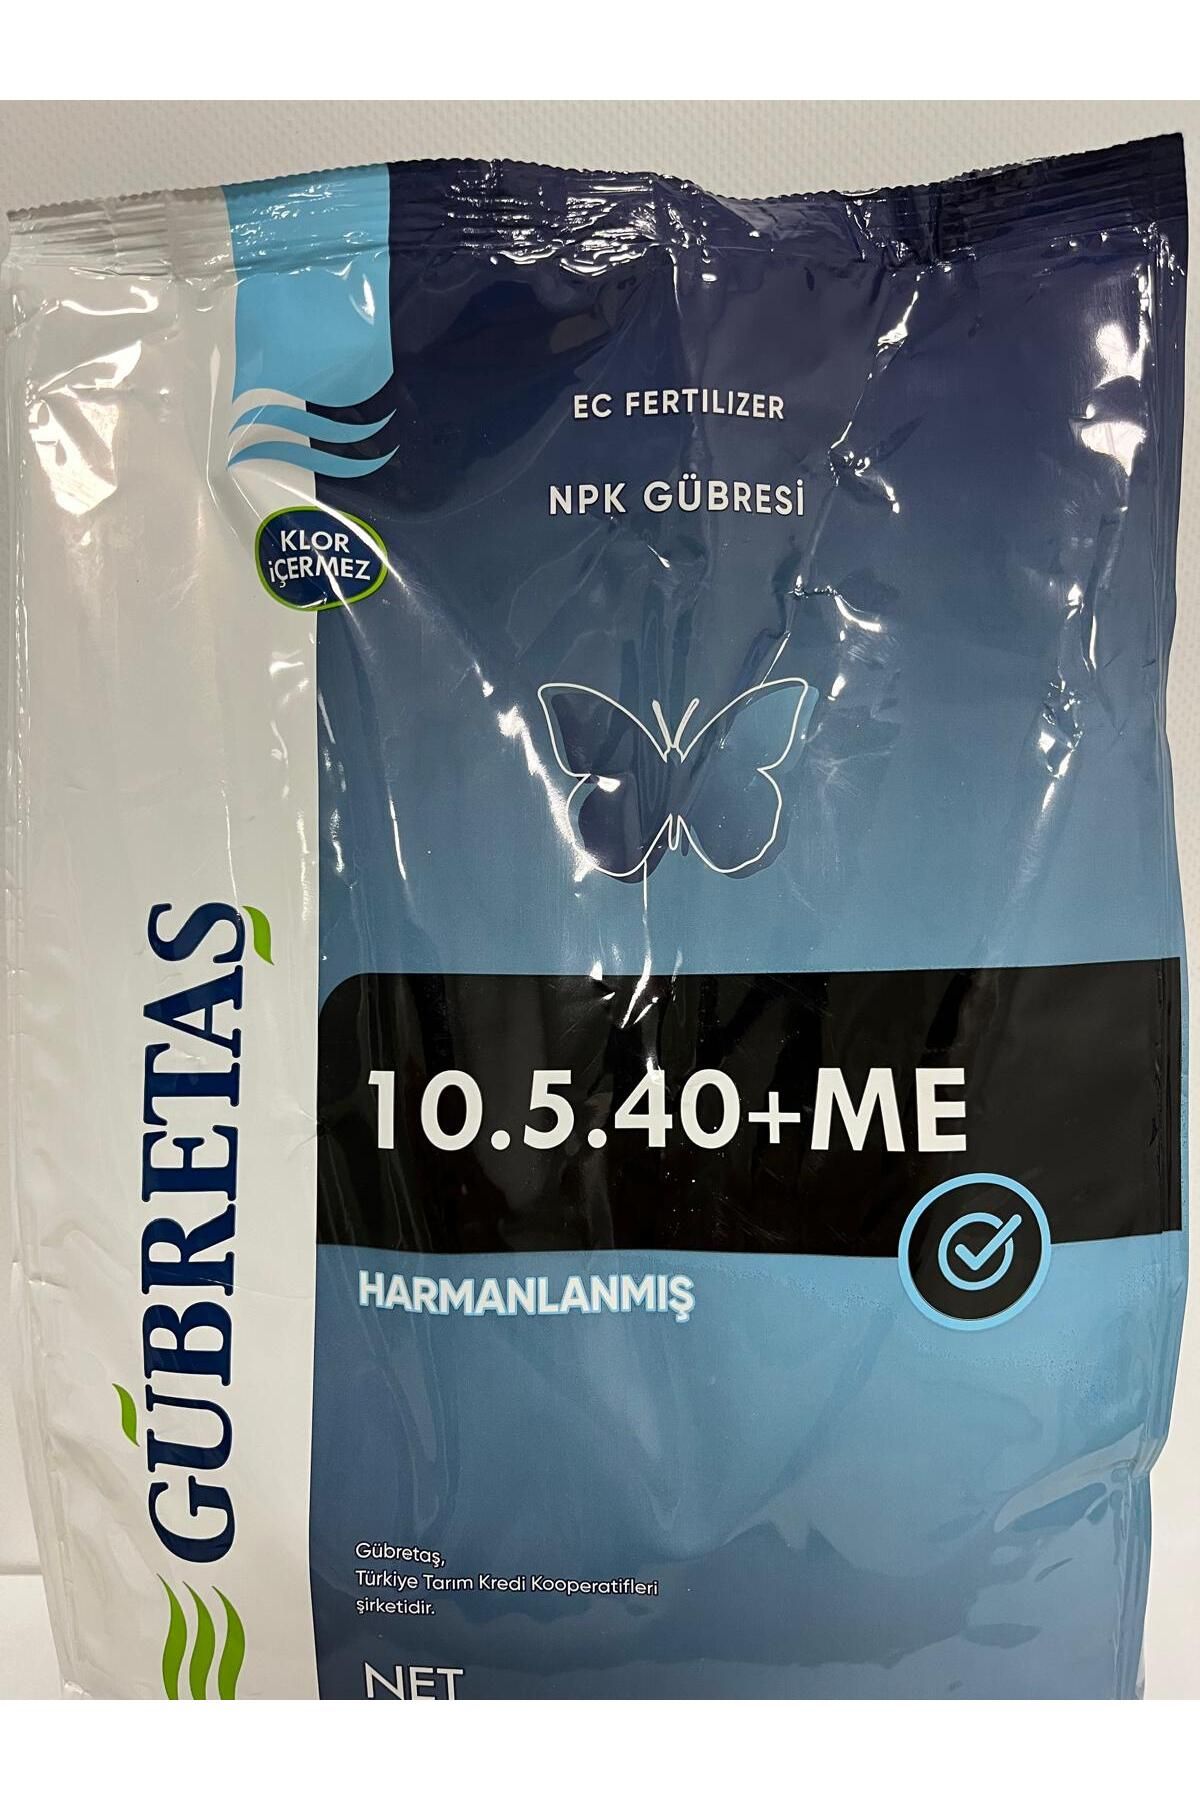 EC FERTILIZER
NPK GÜBRESİ
KLOR
İÇERMEZ
GÜBRETAŞ
10.5.40+ME
HARMANLANMIŞ
Gübretaş,
Türkiye Tarım Kredi Kooperatifleri
şirketidir.
NET